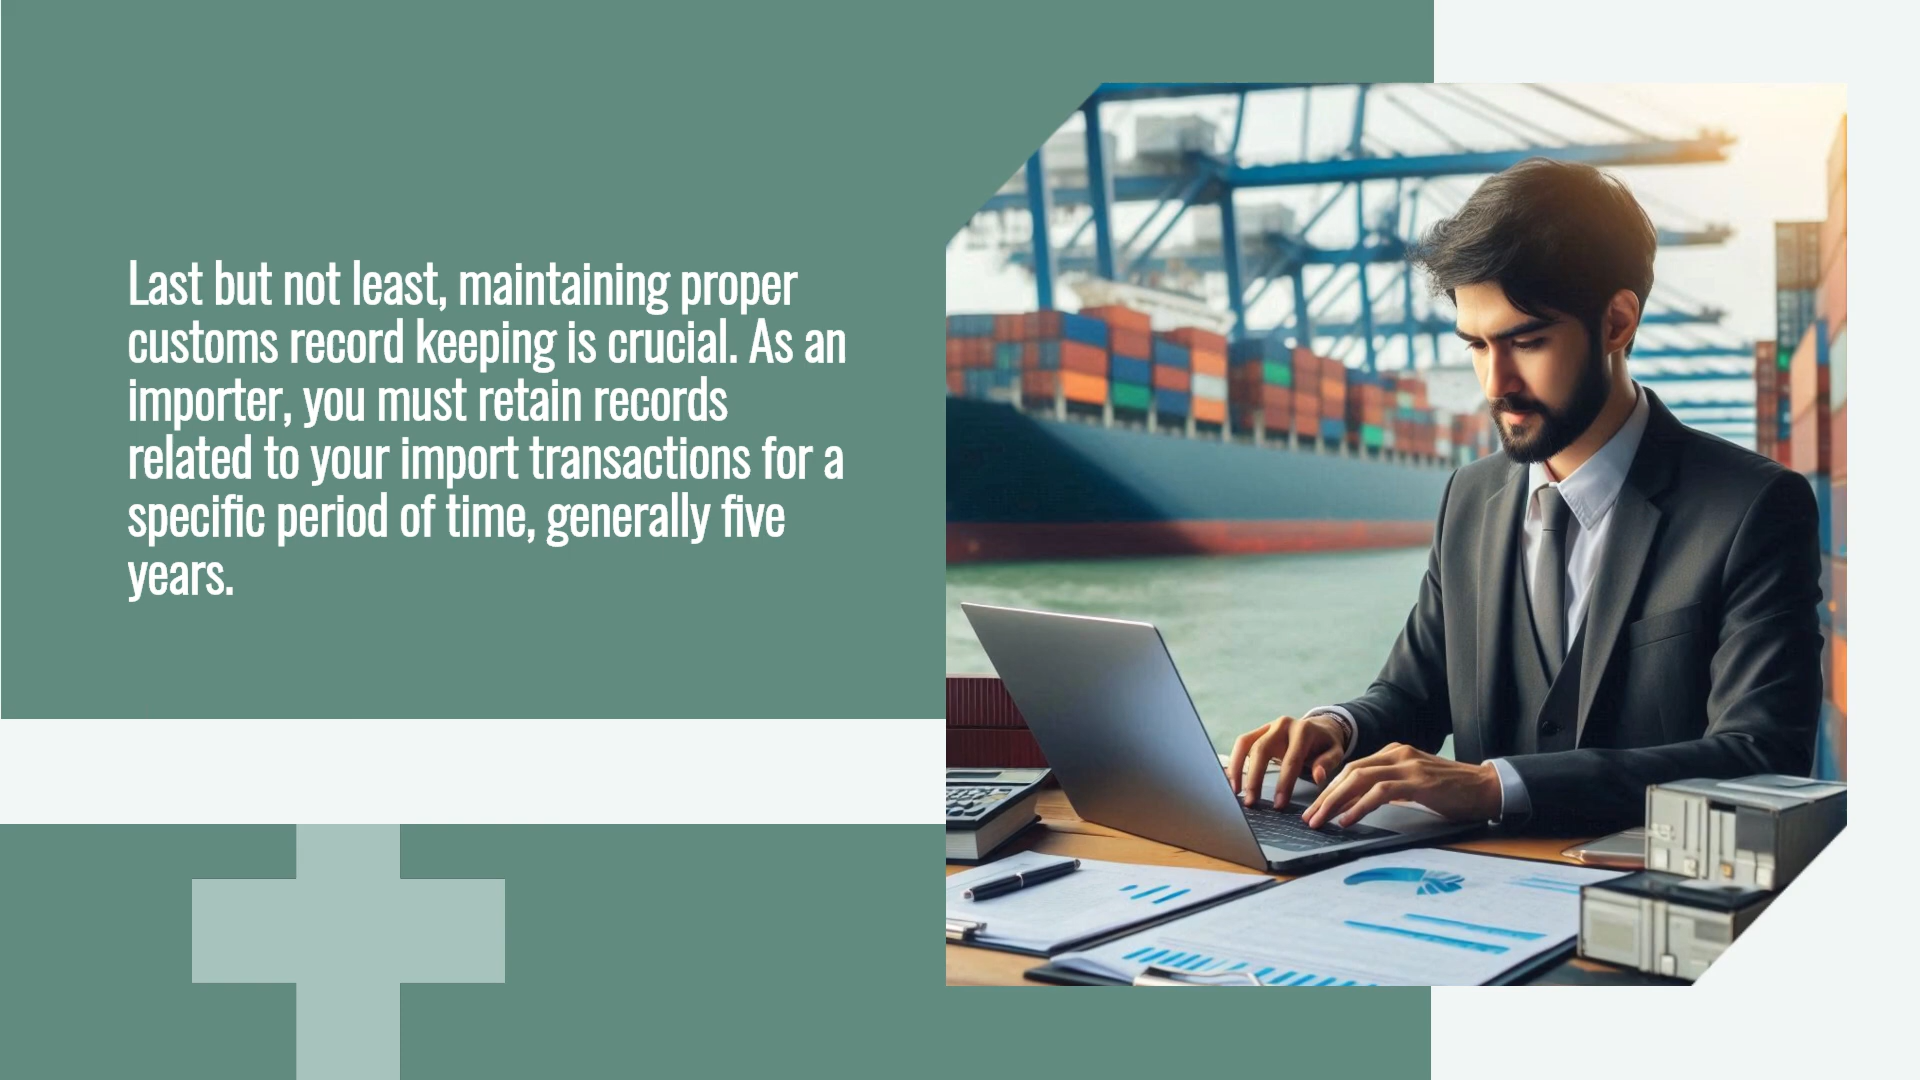 Last but not least, maintaining proper
customs record keeping is crucial. As an
importer, you must retain records
related to your import transactions for a
specific period of time, generally five
years.